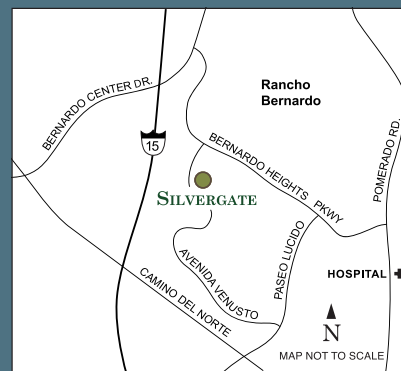 BERNARDO CENTER DR.
Rancho
Bernardo
15
BERNARDO HEIGHTS PKWY
POMERADO RD.
SILVERGATE
AVENIDA VENUSTO
PASEO LUCIDO
CAMINO DEL NORTE
HOSPITAL
N
MAP NOT TO SCALE